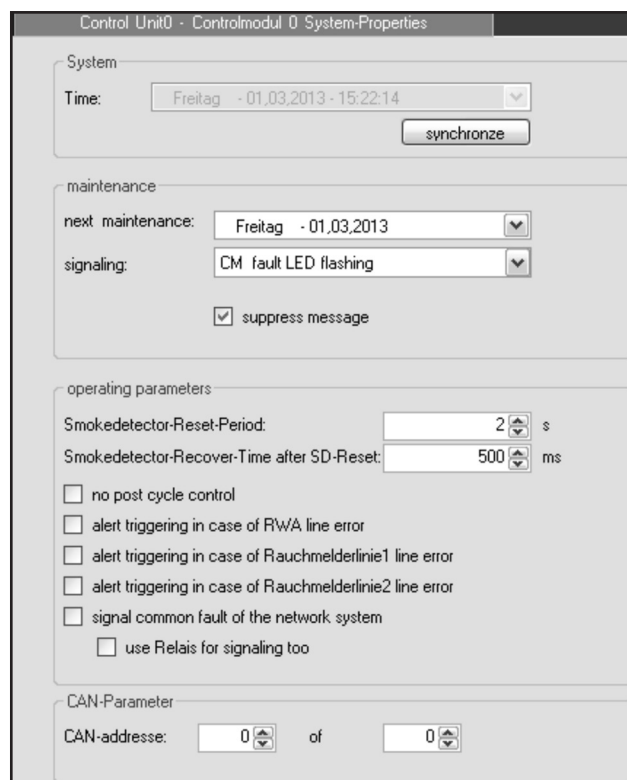 Control Unit0 - Controlmodul 0 System-Properties
System
Time: Freitag - 01,03,2013 - 15:22:14
synchronze
maintenance
next maintenance: Freitag - 01,03,2013
signaling: CM fault LED flashing
suppress message
operating parameters
Smokedetector-Reset-Period: 2 s
Smokedetector-Recover-Time after SD-Reset: 500 ms
no post cycle control
alert triggering in case of RWA line error
alert triggering in case of Rauchmelderlinie1 line error
alert triggering in case of Rauchmelderlinie2 line error
signal common fault of the network system
use Relais for signaling too
CAN-Parameter
CAN-addresse: 0 of 0